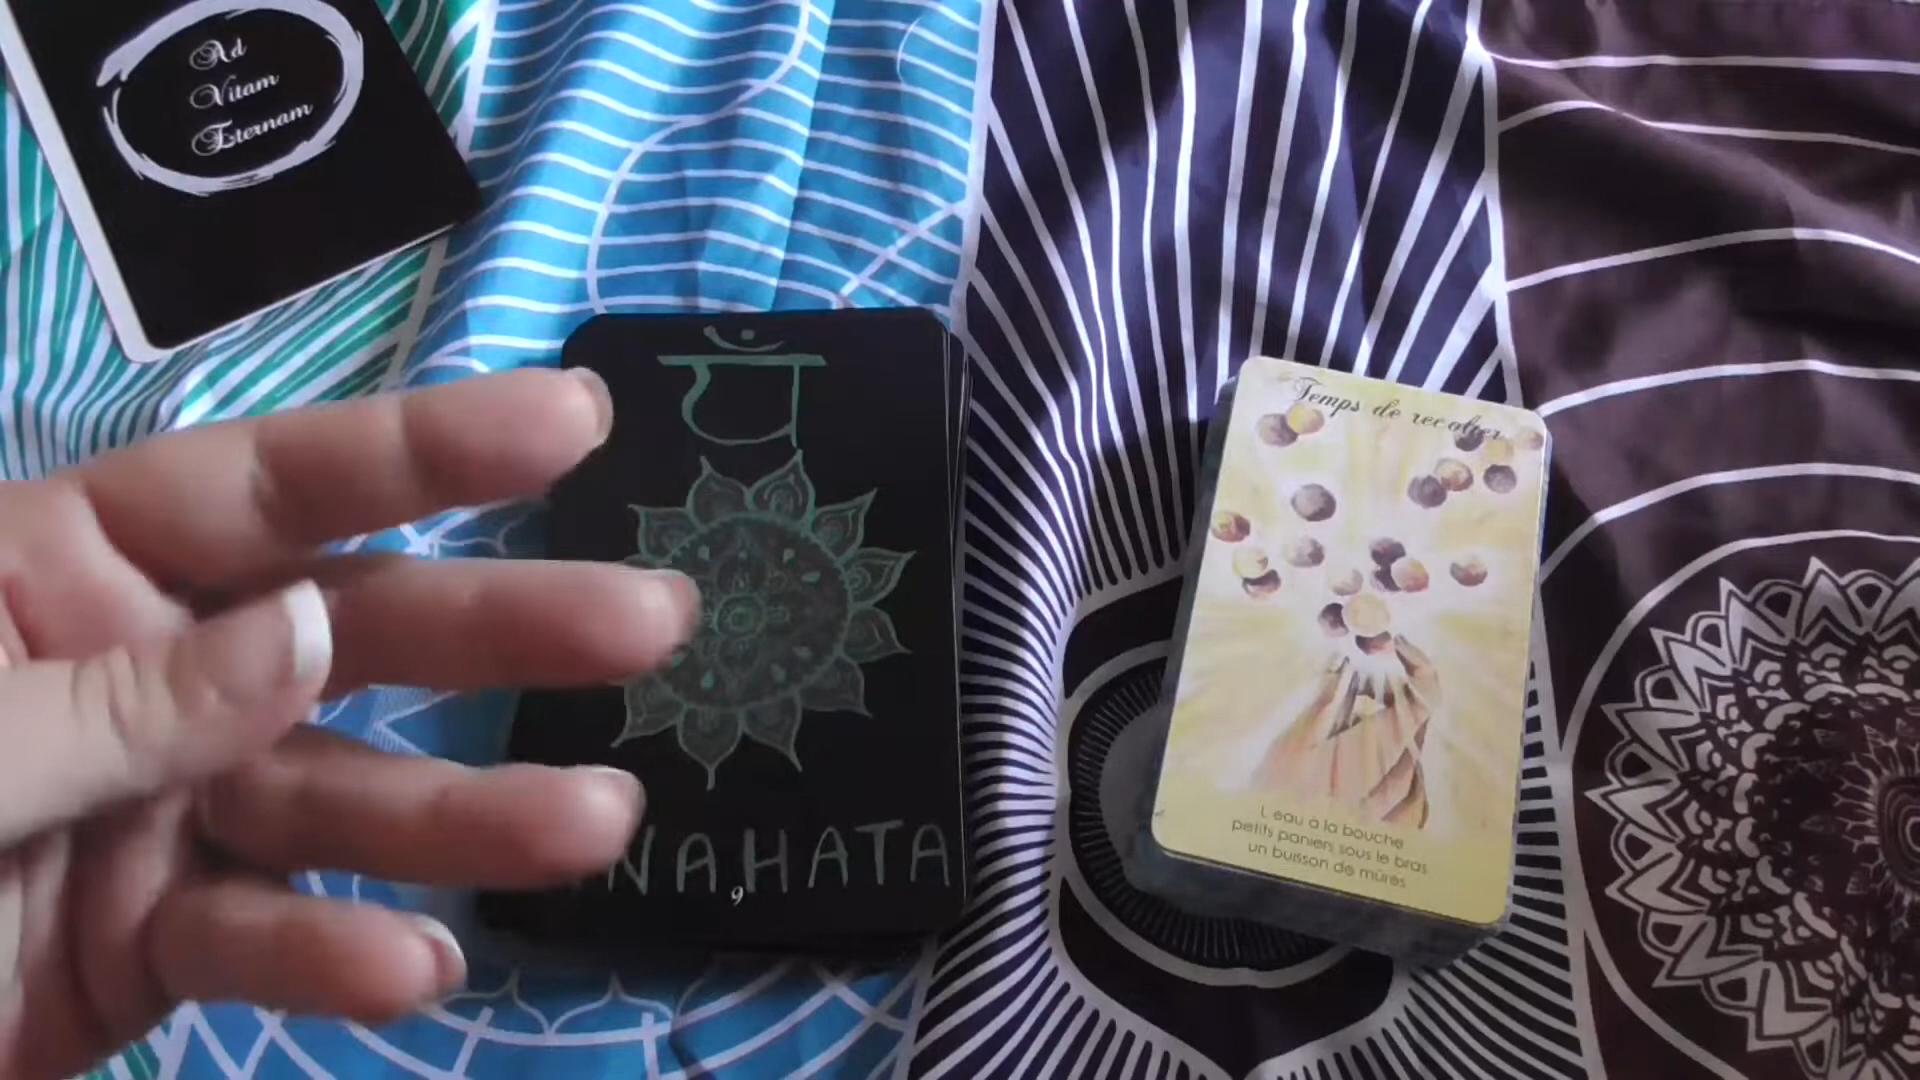 Ad
Vitam
Eternam
यं
NAHATA
9
Temps de récolter
L'eau à la bouche
petits paniers sous le bras
un buisson de mûres